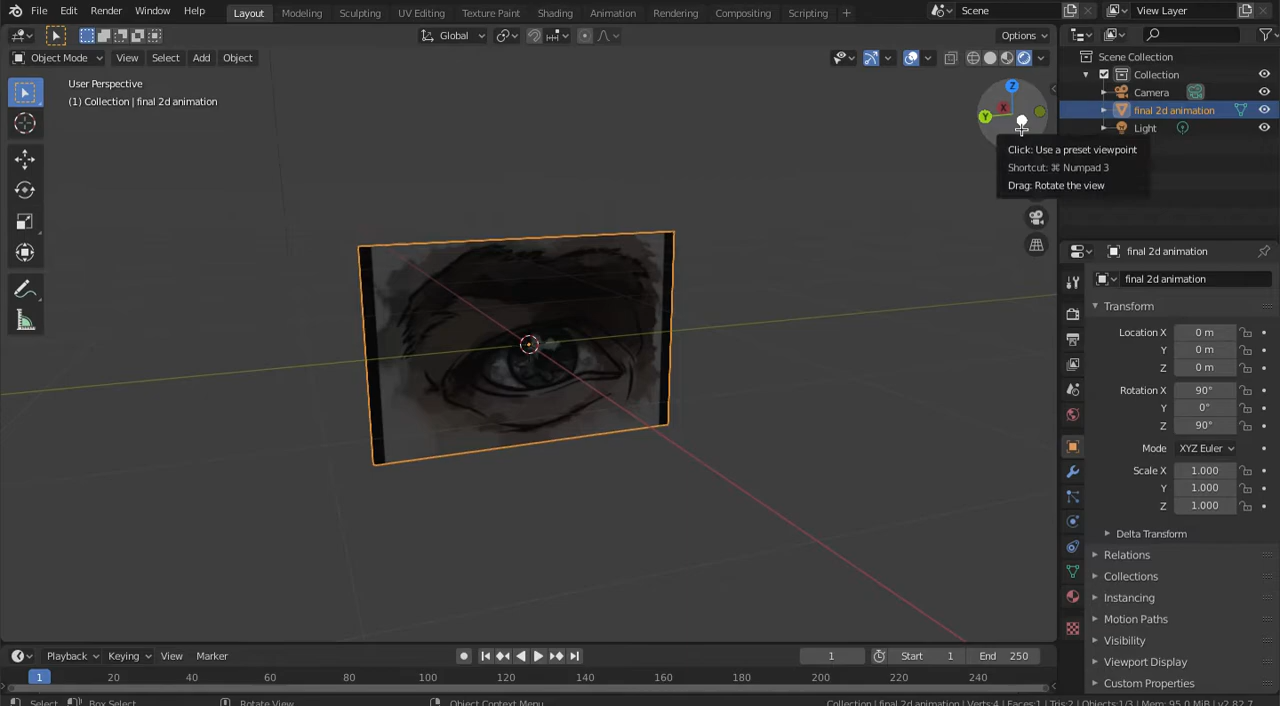 File Edit Render Window Help Layout Modeling Sculpting UV Editing Texture Paint Shading Animation Rendering Compositing Scripting + Scene View Layer
Global Options
Object Mode View Select Add Object
User Perspective
(1) Collection | final 2d animation
Z
X
Y
Click: Use a preset viewpoint
Shortcut: ⌘ Numpad 3
Drag: Rotate the view
Scene Collection
Collection
Camera
final 2d animation
Light
final 2d animation
final 2d animation
Transform
Location X 0 m
Y 0 m
Z 0 m
Rotation X 90°
Y 0°
Z 90°
Mode XYZ Euler
Scale X 1.000
Y 1.000
Z 1.000
Delta Transform
Relations
Collections
Instancing
Motion Paths
Visibility
Viewport Display
Custom Properties
Playback Keying View Marker 1 Start 1 End 250
1 20 40 60 80 100 120 140 160 180 200 220 240
Select Box Select Rotate View Object Context Menu Collection | final 2d animation | Verts:4 | Faces:1 | Tris:2 | Objects:1/3 | Mem: 95.0 MiB | v2.82.7